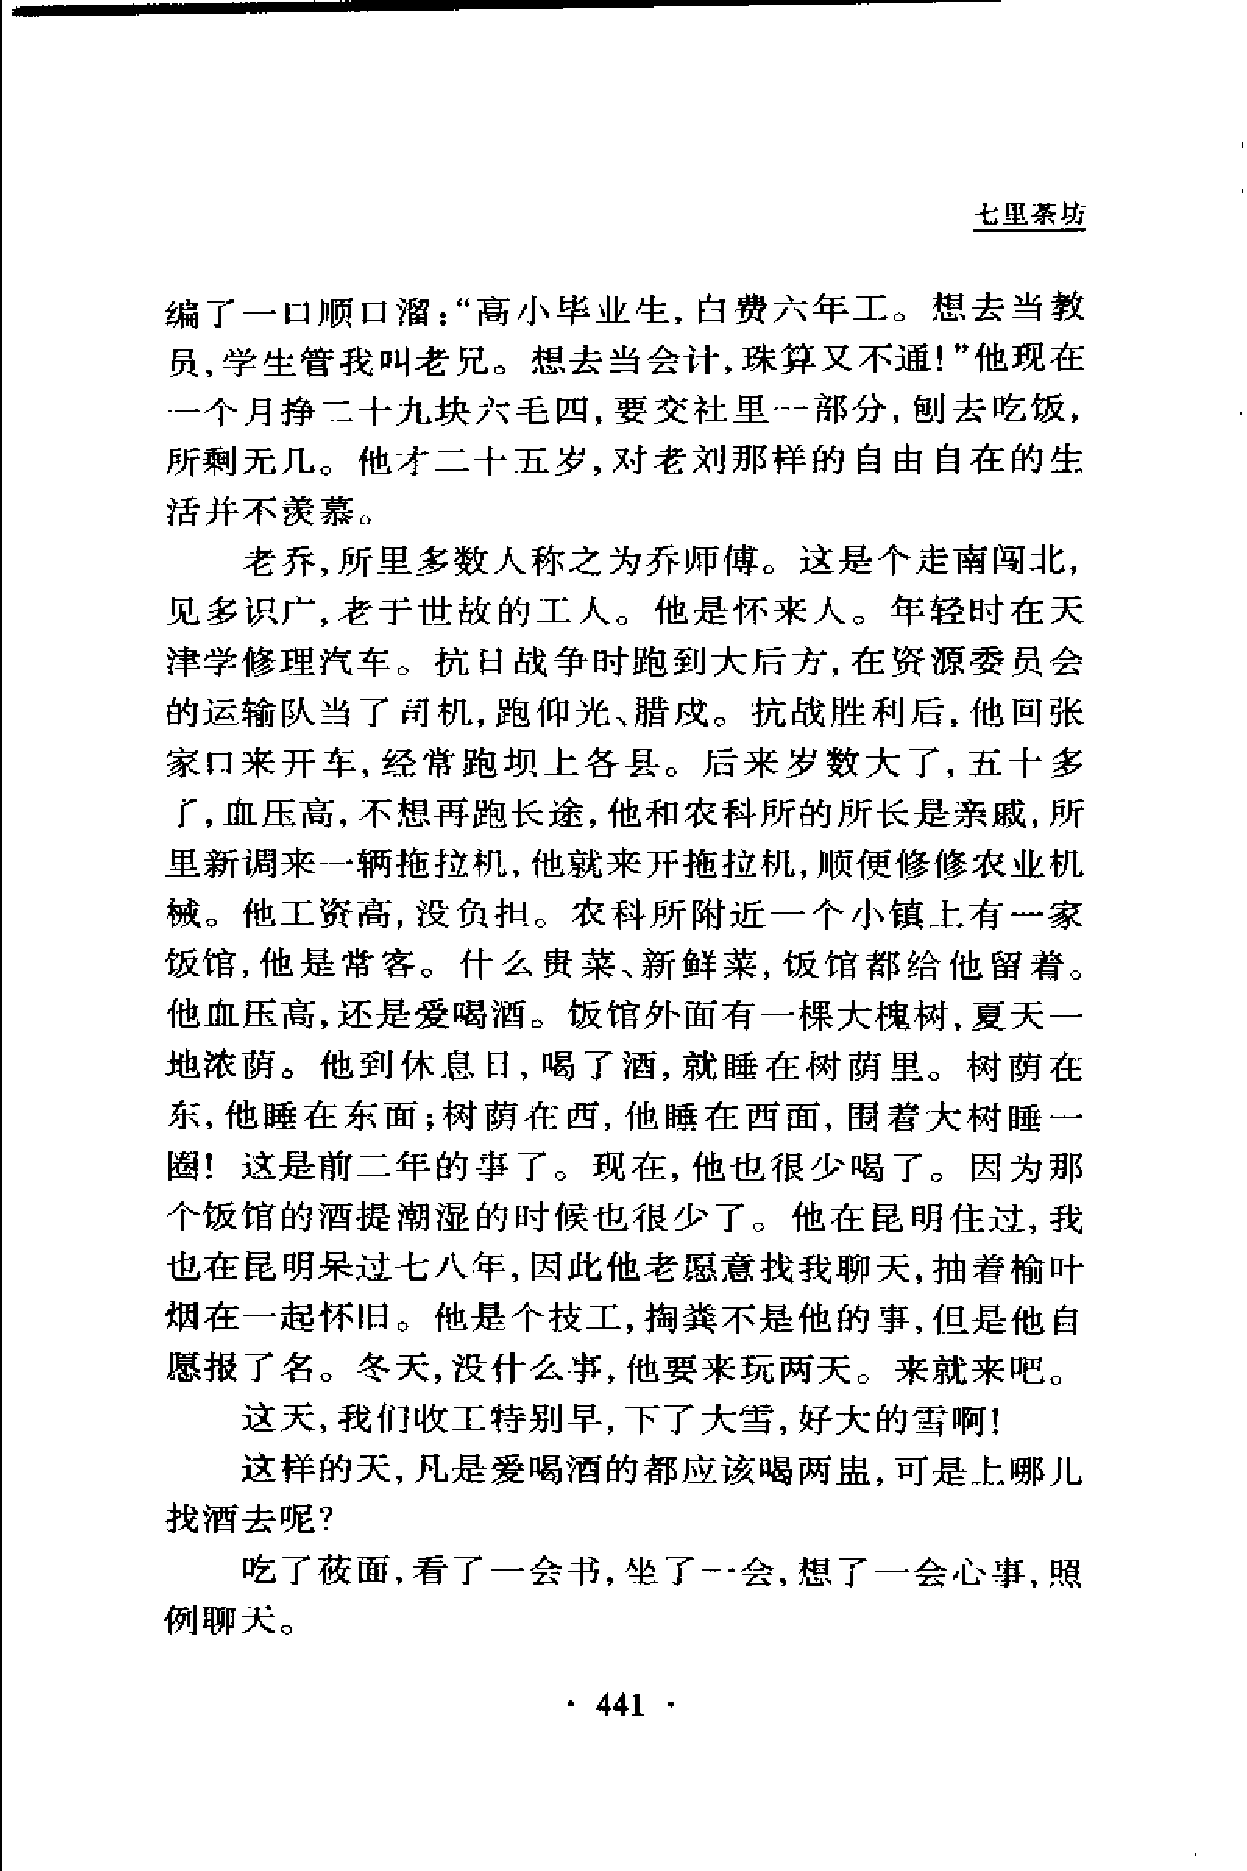 七里茶坊
编了一口顺口溜:“高小毕业生,白费六年工。想去当教
员,学生管我叫老兄。想去当会计,珠算又不通!”他现在
一个月挣二十九块六毛四,要交社里一部分,刨去吃饭,
所剩无几。他才二十五岁,对老刘那样的自由自在的生
活并不羡慕。
老乔,所里多数人称之为乔师傅。这是个走南闯北,
见多识广,老于世故的工人。他是怀来人。年轻时在天
津学修理汽车。抗日战争时跑到大后方,在资源委员会
的运输队当了司机,跑仰光、腊戍。抗战胜利后,他回张
家口来开车,经常跑坝上各县。后来岁数大了,五十多
了,血压高,不想再跑长途,他和农科所的所长是亲戚,所
里新调来一辆拖拉机,他就来开拖拉机,顺便修修农业机
械。他工资高,没负担。农科所附近一个小镇上有一家
饭馆,他是常客。什么贵菜、新鲜菜,饭馆都给他留着。
他血压高,还是爱喝酒。饭馆外面有一棵大槐树,夏天一
地浓荫。他到休息日,喝了酒,就睡在树荫里。树荫在
东,他睡在东面;树荫在西,他睡在西面,围着大树睡一
圈!这是前二年的事了。现在,他也很少喝了。因为那
个饭馆的酒提潮湿的时候也很少了。他在昆明住过,我
也在昆明呆过七八年,因此他老愿意找我聊天,抽着榆叶
烟在一起怀旧。他是个技工,掏粪不是他的事,但是他自
愿报了名。冬天,没什么事,他要来玩两天。来就来吧。
这天,我们收工特别早,下了大雪,好大的雪啊!
这样的天,凡是爱喝酒的都应该喝两盅,可是上哪儿
找酒去呢?
吃了莜面,看了一会书,坐了一会,想了一会心事,照
例聊天。
· 441 ·